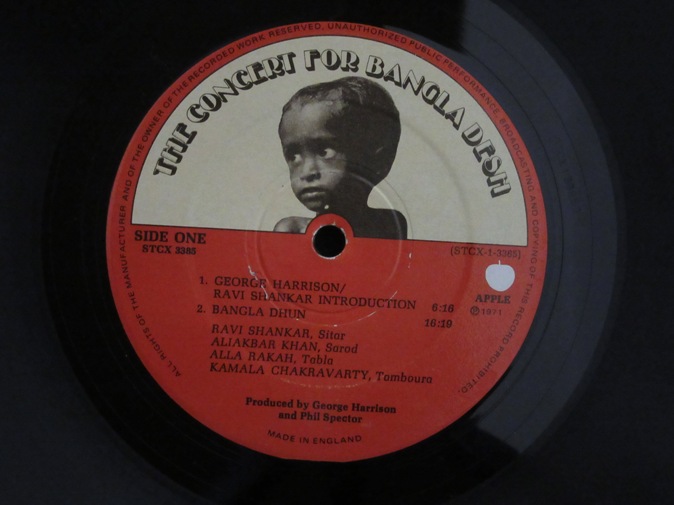 ALL RIGHTS OF THE MANUFACTURER AND OF THE OWNER OF THE RECORDED WORK RESERVED. UNAUTHORIZED PUBLIC PERFORMANCE, BROADCASTING AND COPYING OF THIS RECORD PROHIBITED.
THE CONCERT FOR BANGLA DESH
SIDE ONE
STCX 3385
(STCX-1-3385)
APPLE
℗ 1971
1. GEORGE HARRISON/
RAVI SHANKAR INTRODUCTION 6:16
2. BANGLA DHUN 16:19
RAVI SHANKAR, Sitar
ALIAKBAR KHAN, Sarod
ALLA RAKAH, Tabla
KAMALA CHAKRAVARTY, Tamboura
Produced by George Harrison
and Phil Spector
MADE IN ENGLAND